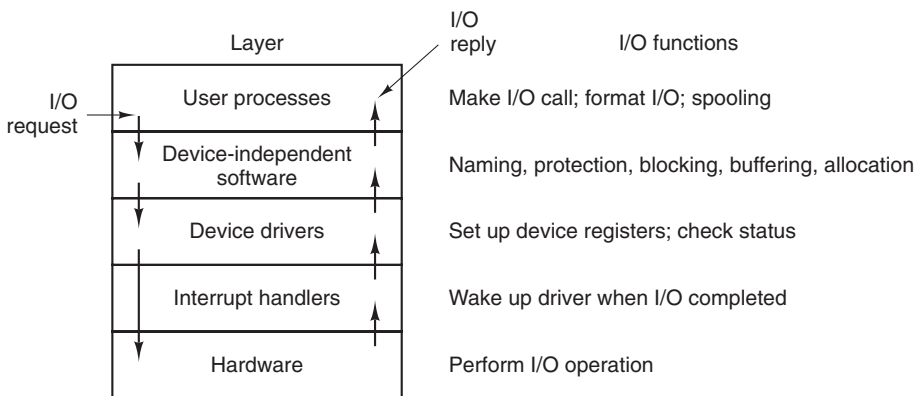 I/O
reply
Layer
I/O functions
I/O
request
User processes
Make I/O call; format I/O; spooling
Device-independent
software
Naming, protection, blocking, buffering, allocation
Device drivers
Set up device registers; check status
Interrupt handlers
Wake up driver when I/O completed
Hardware
Perform I/O operation